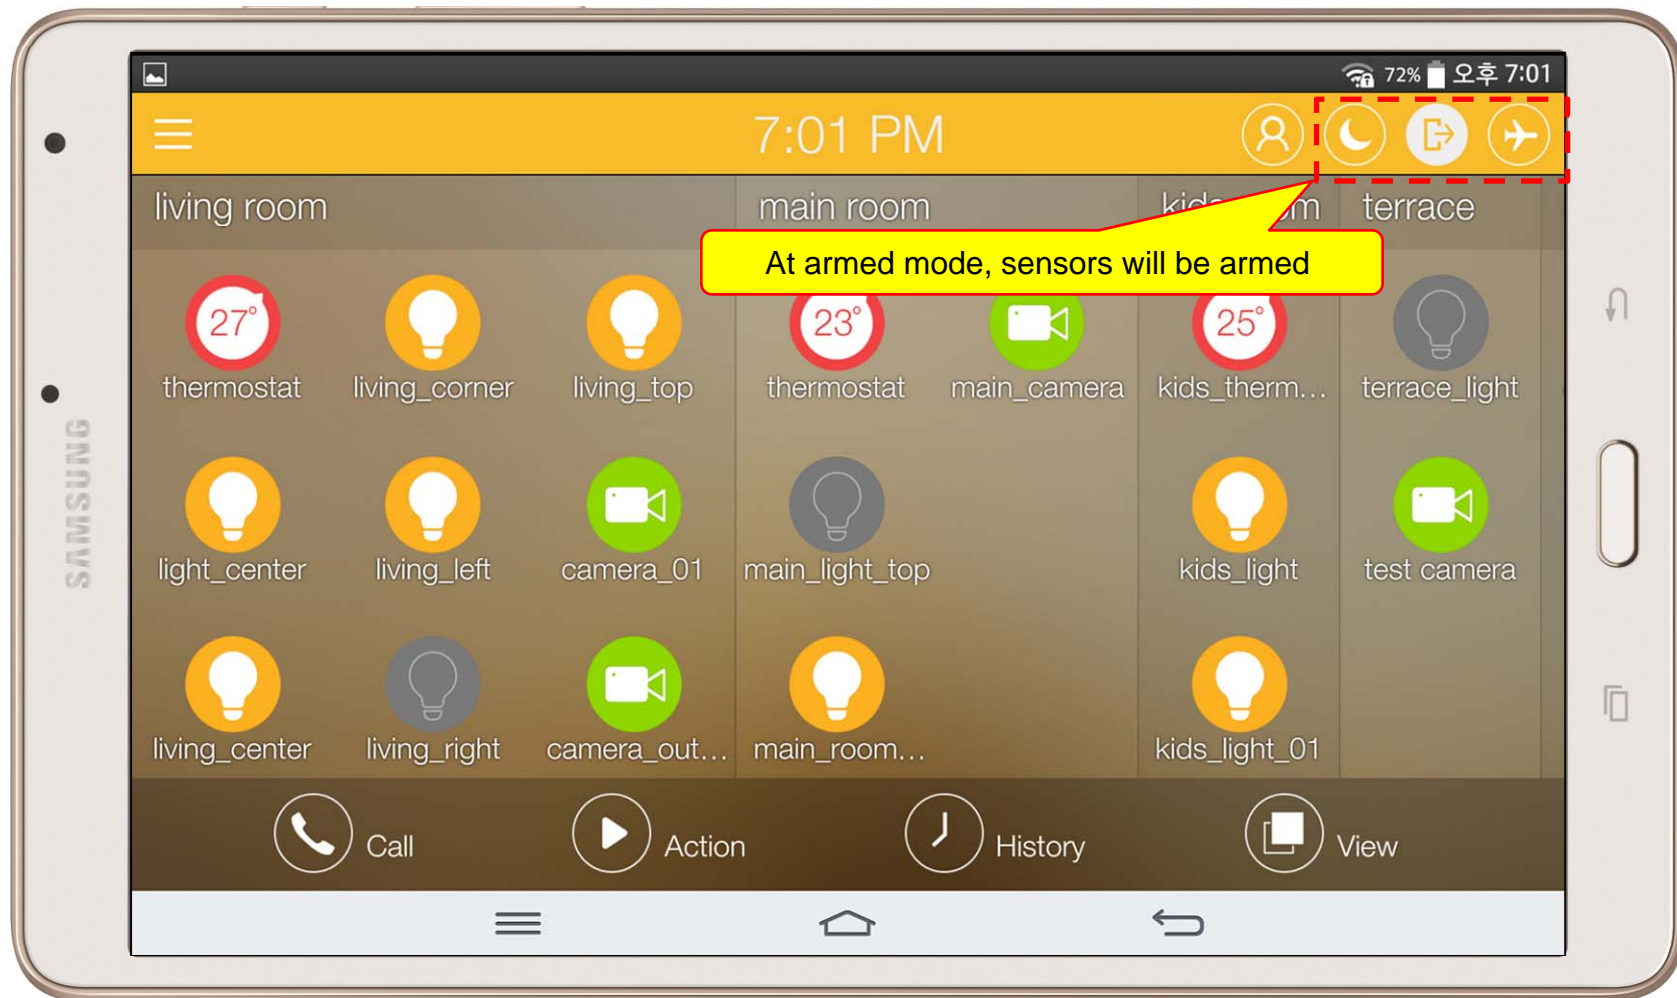 72% 오후 7:01
7:01 PM
living room main room terrace
At armed mode, sensors will be armed
27° 23° 25°
thermostat living_corner living_top thermostat main_camera kids_therm... terrace_light
SAMSUNG
light_center living_left camera_01 main_light_top kids_light test camera
living_center living_right camera_out... main_room... kids_light_01
Call Action History View